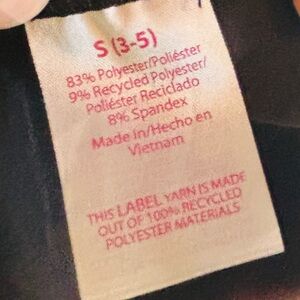 S (3-5)
83% Polyester/Poliéster
9% Recycled Polyester/
Poliéster Reciclado
8% Spandex
Made in/Hecho en
Vietnam
THIS LABEL YARN IS MADE
OUT OF 100% RECYCLED
POLYESTER MATERIALS